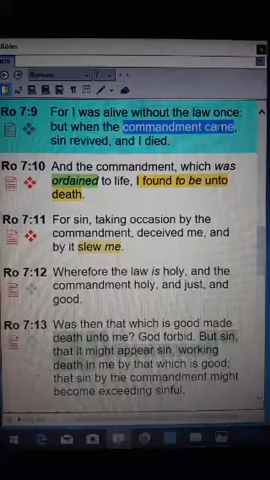 Bibles
KJV
Romans
7
Ro 7:9 For I was alive without the law once:
but when the commandment came,
sin revived, and I died.
Ro 7:10 And the commandment, which was
ordained to life, I found to be unto
death.
Ro 7:11 For sin, taking occasion by the
commandment, deceived me, and
by it slew me.
Ro 7:12 Wherefore the law is holy, and the
commandment holy, and just, and
good.
Ro 7:13 Was then that which is good made
death unto me? God forbid. But sin,
that it might appear sin, working
death in me by that which is good;
that sin by the commandment might
become exceeding sinful.